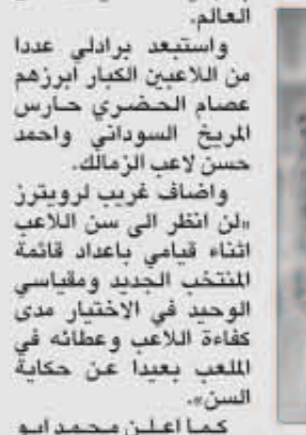 العالم.
واستبعد برادلي عددا
من اللاعبين الكبار ابرزهم
عصام الحضري حارس
المريخ السوداني واحمد
حسن لاعب الزمالك.
واضاف غريب لرويترز
«لن انظر الى سن اللاعب
اثناء قيامي باعداد قائمة
المنتخب الجديد ومقياسي
الوحيد في الاختيار مدى
كفاءة اللاعب وعطائه في
الملعب بعيدا عن حكاية
السن».
كما اعلن محمد ابو